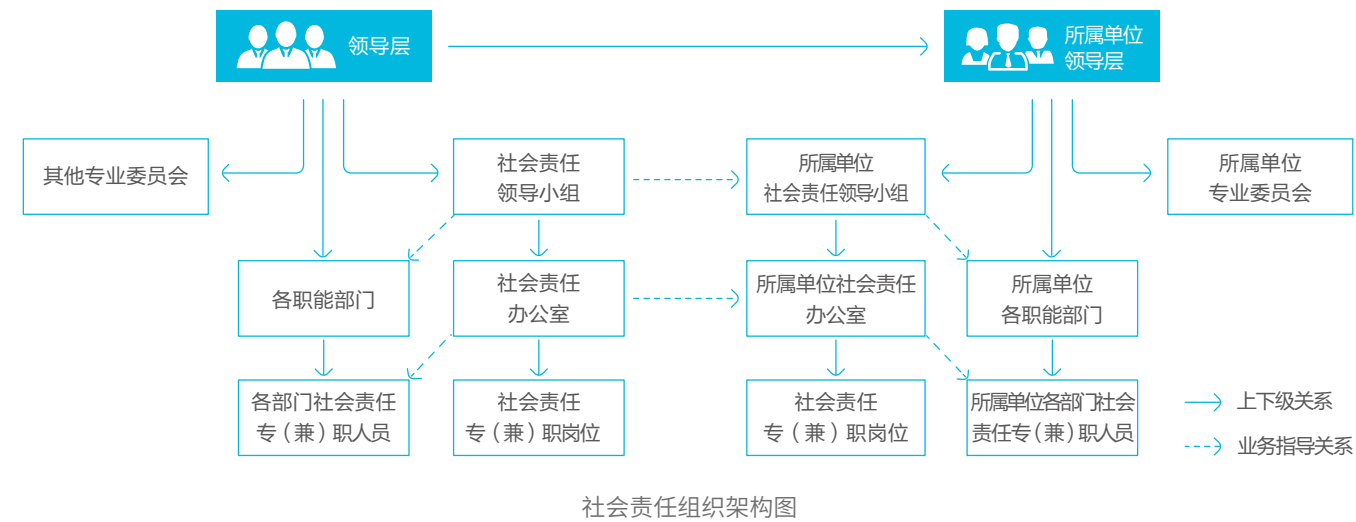 领导层
所属单位
领导层
其他专业委员会
社会责任
领导小组
所属单位
社会责任领导小组
所属单位
专业委员会
各职能部门
社会责任
办公室
所属单位社会责任
办公室
所属单位
各职能部门
各部门社会责任
专（兼）职人员
社会责任
专（兼）职岗位
社会责任
专（兼）职岗位
所属单位各部门社会
责任专（兼）职人员
上下级关系
业务指导关系
社会责任组织架构图